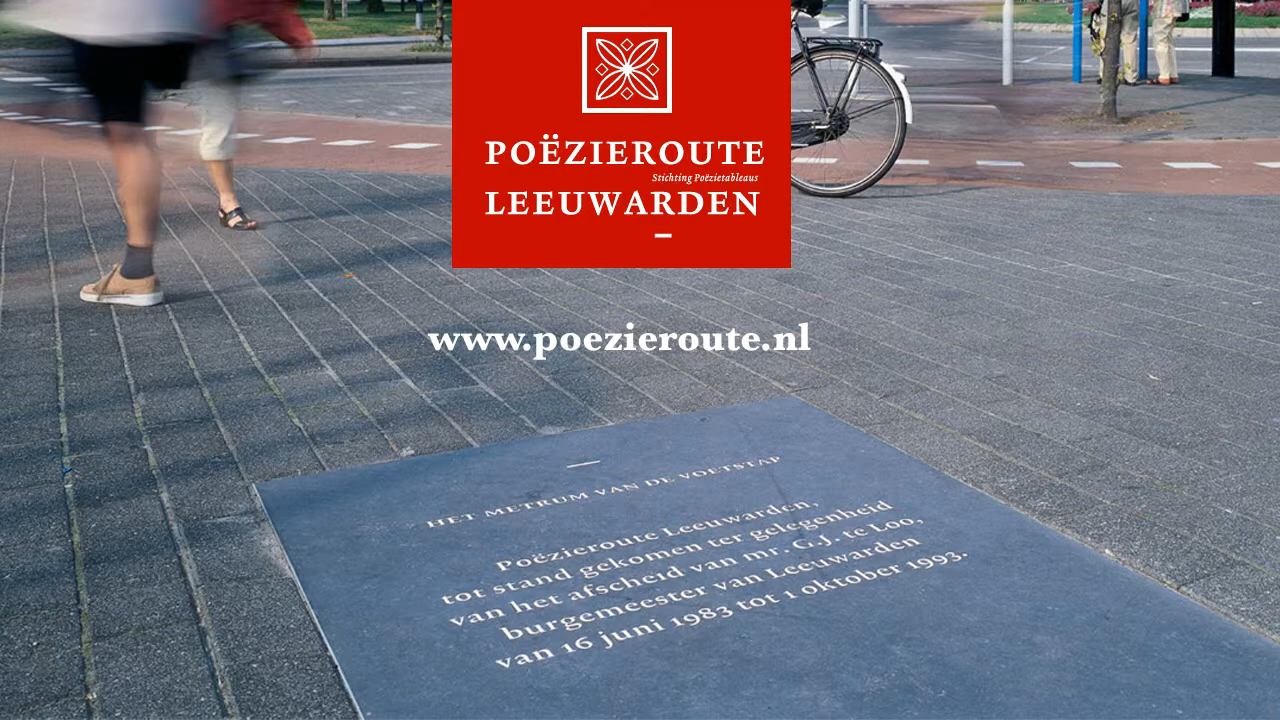 POËZIEROUTE
Stichting Poëzietableaus
LEEUWARDEN
www.poezieroute.nl
HET METRUM VAN DE VOETSTAP
Poëzieroute Leeuwarden,
tot stand gekomen ter gelegenheid
van het afscheid van mr. G.J. te Loo,
burgemeester van Leeuwarden
van 16 juni 1983 tot 1 oktober 1993.